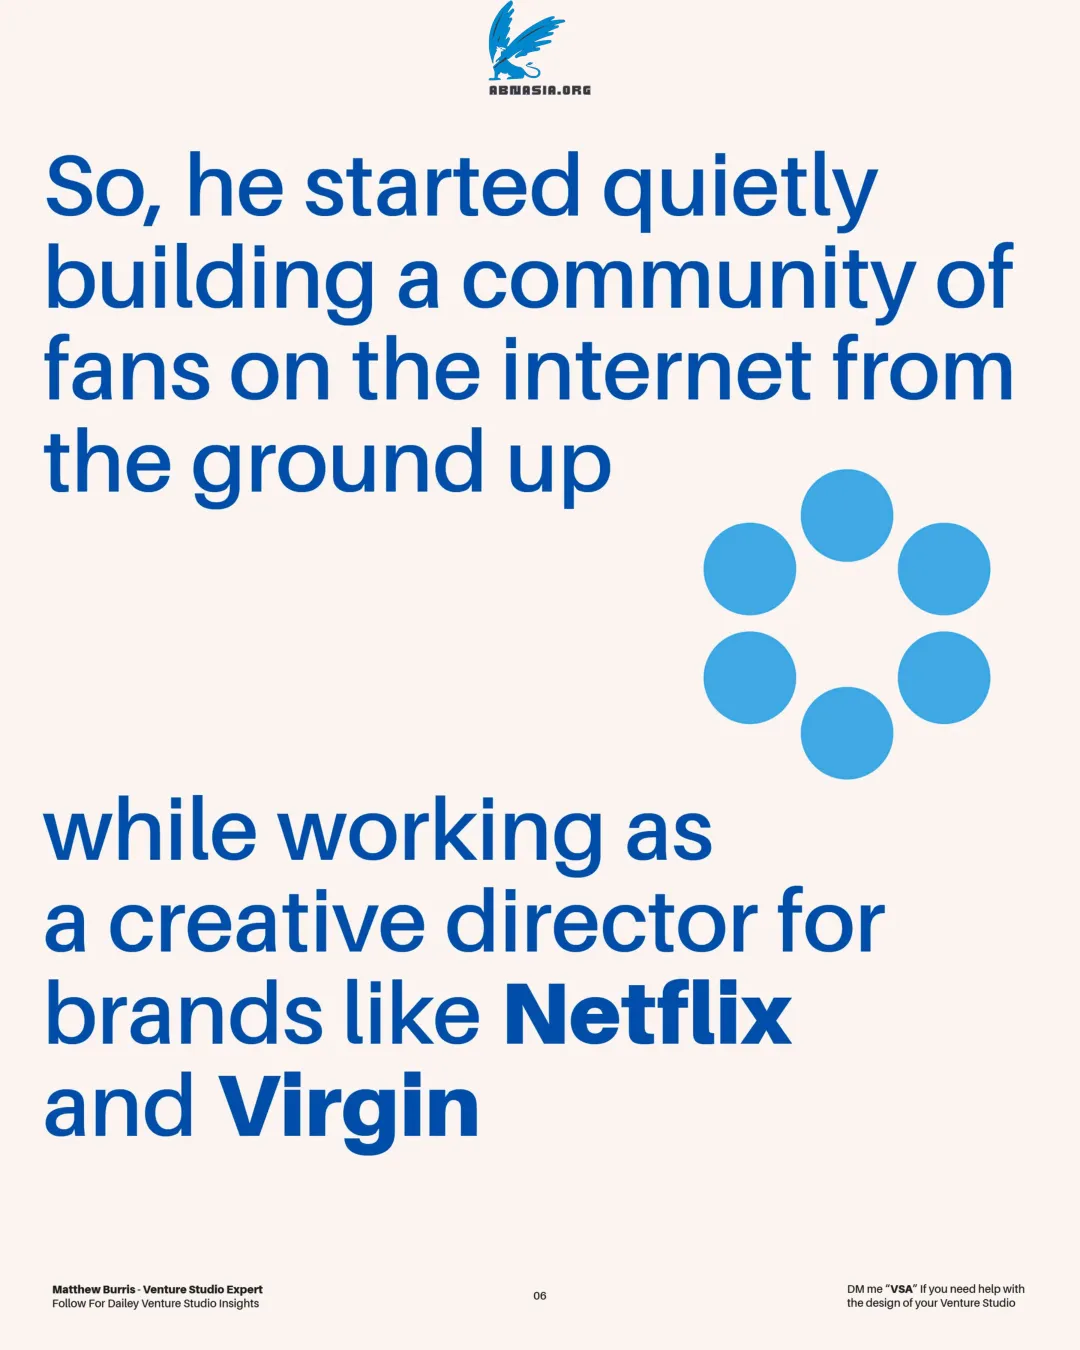 ABNASIA.ORG
So, he started quietly
building a community of
fans on the internet from
the ground up
while working as
a creative director for
brands like Netflix
and Virgin
Matthew Burris - Venture Studio Expert
Follow For Dailey Venture Studio Insights
06
DM me “VSA” If you need help with
the design of your Venture Studio